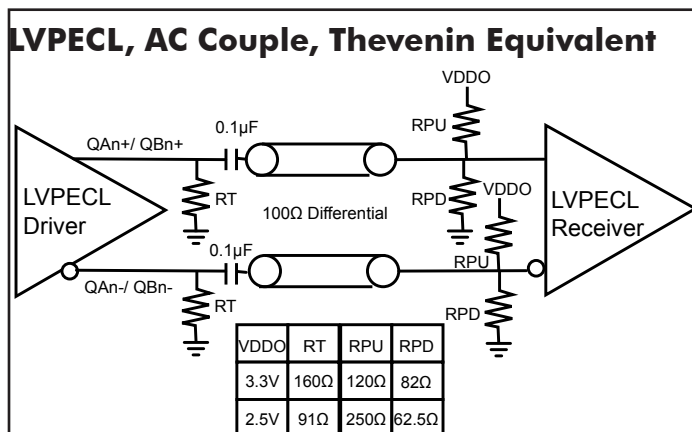 LVPECL, AC Couple, Thevenin Equivalent
VDDO
0.1µF
RPU
QAn+/ QBn+
LVPECL
Driver
RT
100Ω Differential
RPD
VDDO
LVPECL
Receiver
0.1µF
RPU
QAn-/ QBn-
RT
RPD
VDDO RT RPU RPD
3.3V 160Ω 120Ω 82Ω
2.5V 91Ω 250Ω 62.5Ω